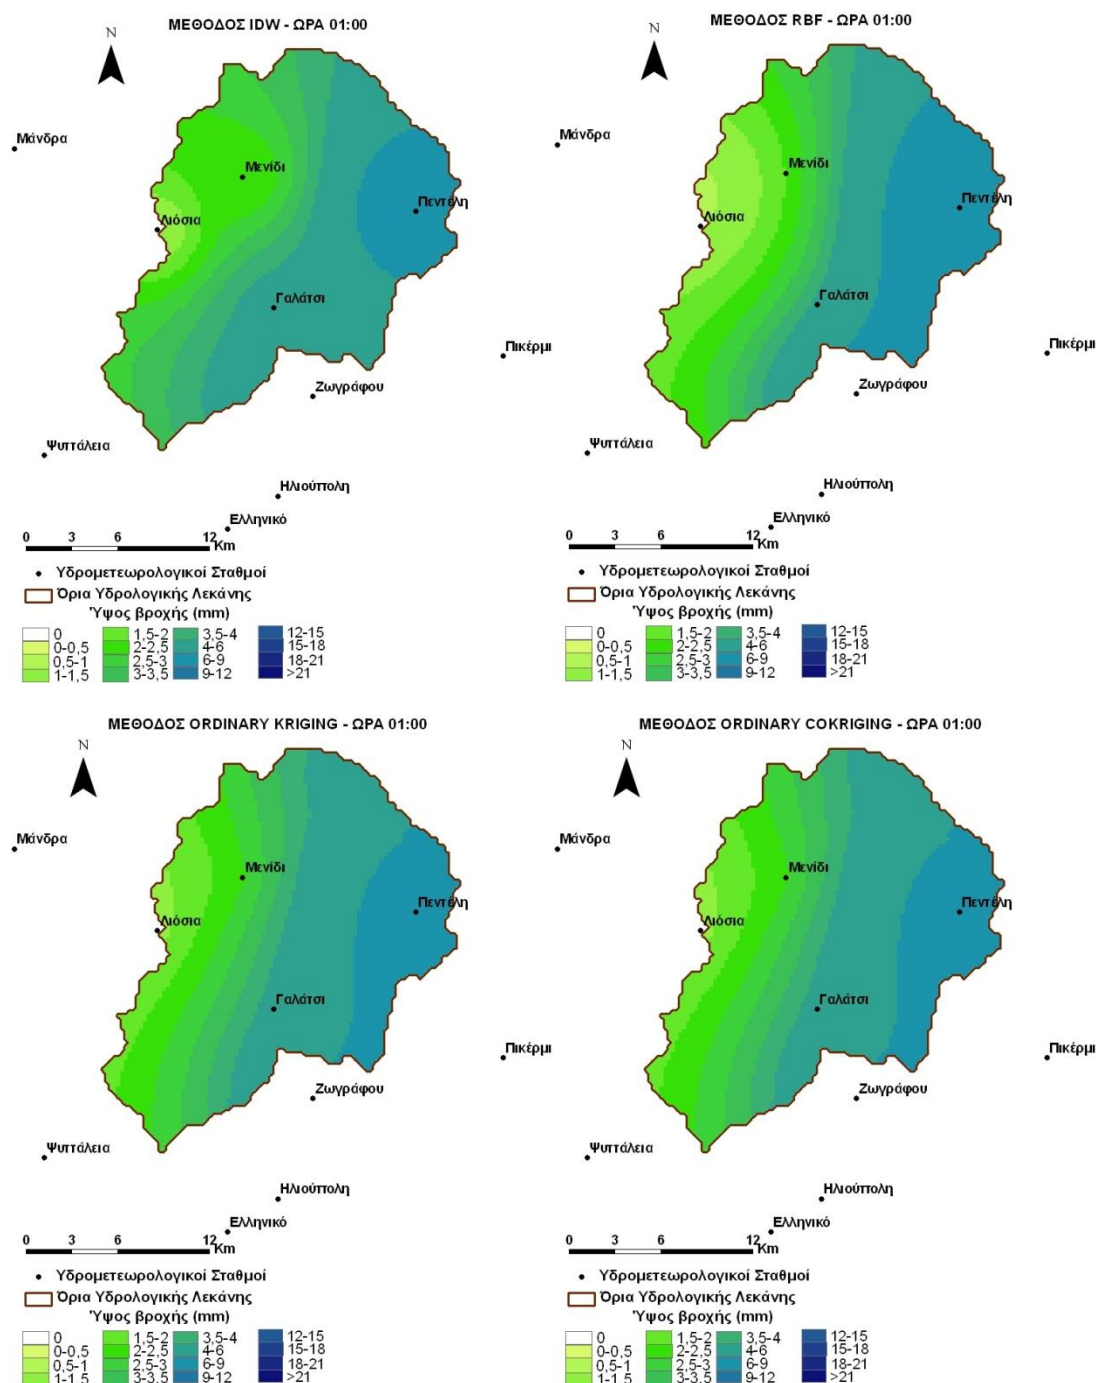 ΜΕΘΟΔΟΣ IDW - ΩΡΑ 01:00
N
Μάνδρα
Μενίδι
Πεντέλη
Λιόσια
Γαλάτσι
Πικέρμι
Ζωγράφου
Ψυττάλεια
Ηλιούπολη
Ελληνικό
0 3 6 12
Km
Υδρομετεωρολογικοί Σταθμοί
Όρια Υδρολογικής Λεκάνης
Ύψος βροχής (mm)
0 1,5-2 3,5-4 12-15
0-0,5 2-2,5 4-6 15-18
0,5-1 2,5-3 6-9 18-21
1-1,5 3-3,5 9-12 >21
ΜΕΘΟΔΟΣ RBF - ΩΡΑ 01:00
N
Μάνδρα
Μενίδι
Πεντέλη
Λιόσια
Γαλάτσι
Πικέρμι
Ζωγράφου
Ψυττάλεια
Ηλιούπολη
Ελληνικό
0 3 6 12
Km
Υδρομετεωρολογικοί Σταθμοί
Όρια Υδρολογικής Λεκάνης
Ύψος βροχής (mm)
0 1,5-2 3,5-4 12-15
0-0,5 2-2,5 4-6 15-18
0,5-1 2,5-3 6-9 18-21
1-1,5 3-3,5 9-12 >21
ΜΕΘΟΔΟΣ ORDINARY KRIGING - ΩΡΑ 01:00
N
Μάνδρα
Μενίδι
Πεντέλη
Λιόσια
Γαλάτσι
Πικέρμι
Ζωγράφου
Ψυττάλεια
Ηλιούπολη
Ελληνικό
0 3 6 12
Km
Υδρομετεωρολογικοί Σταθμοί
Όρια Υδρολογικής Λεκάνης
Ύψος βροχής (mm)
0 1,5-2 3,5-4 12-15
0-0,5 2-2,5 4-6 15-18
0,5-1 2,5-3 6-9 18-21
1-1,5 3-3,5 9-12 >21
ΜΕΘΟΔΟΣ ORDINARY COKRIGING - ΩΡΑ 01:00
N
Μάνδρα
Μενίδι
Πεντέλη
Λιόσια
Γαλάτσι
Πικέρμι
Ζωγράφου
Ψυττάλεια
Ηλιούπολη
Ελληνικό
0 3 6 12
Km
Υδρομετεωρολογικοί Σταθμοί
Όρια Υδρολογικής Λεκάνης
Ύψος βροχής (mm)
0 1,5-2 3,5-4 12-15
0-0,5 2-2,5 4-6 15-18
0,5-1 2,5-3 6-9 18-21
1-1,5 3-3,5 9-12 >21